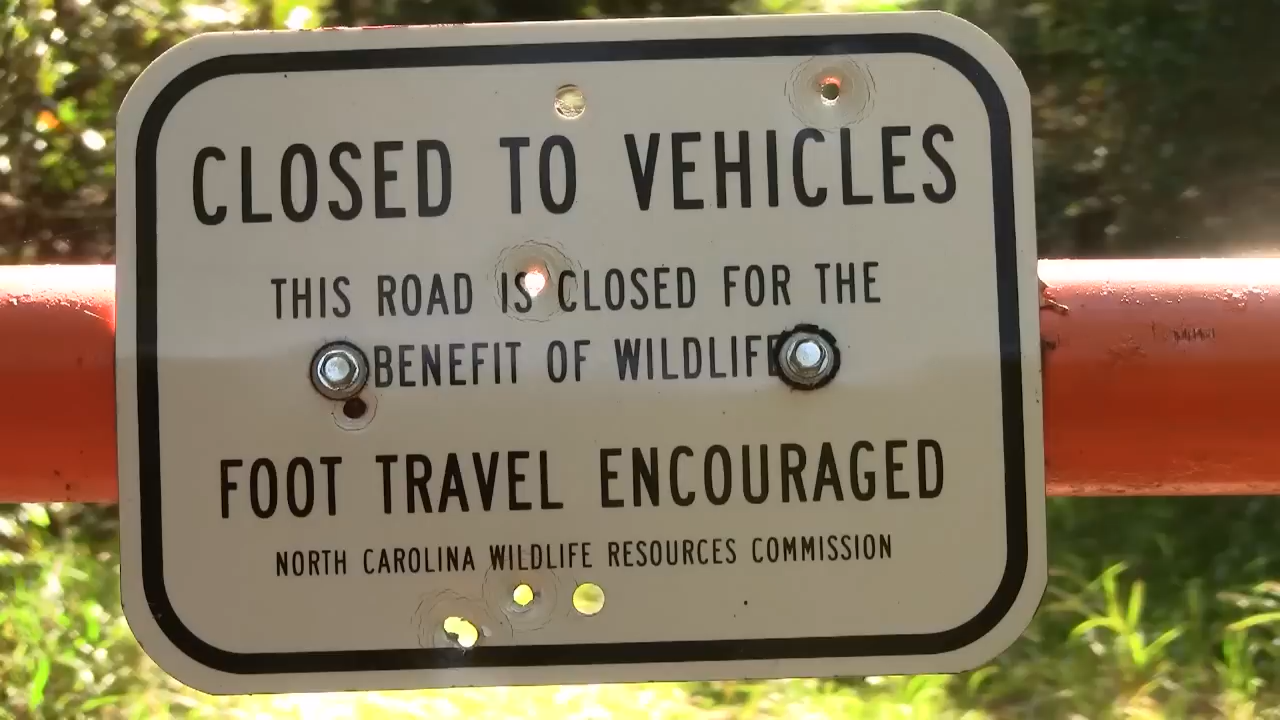 CLOSED TO VEHICLES
THIS ROAD IS CLOSED FOR THE
BENEFIT OF WILDLIFE
FOOT TRAVEL ENCOURAGED
NORTH CAROLINA WILDLIFE RESOURCES COMMISSION